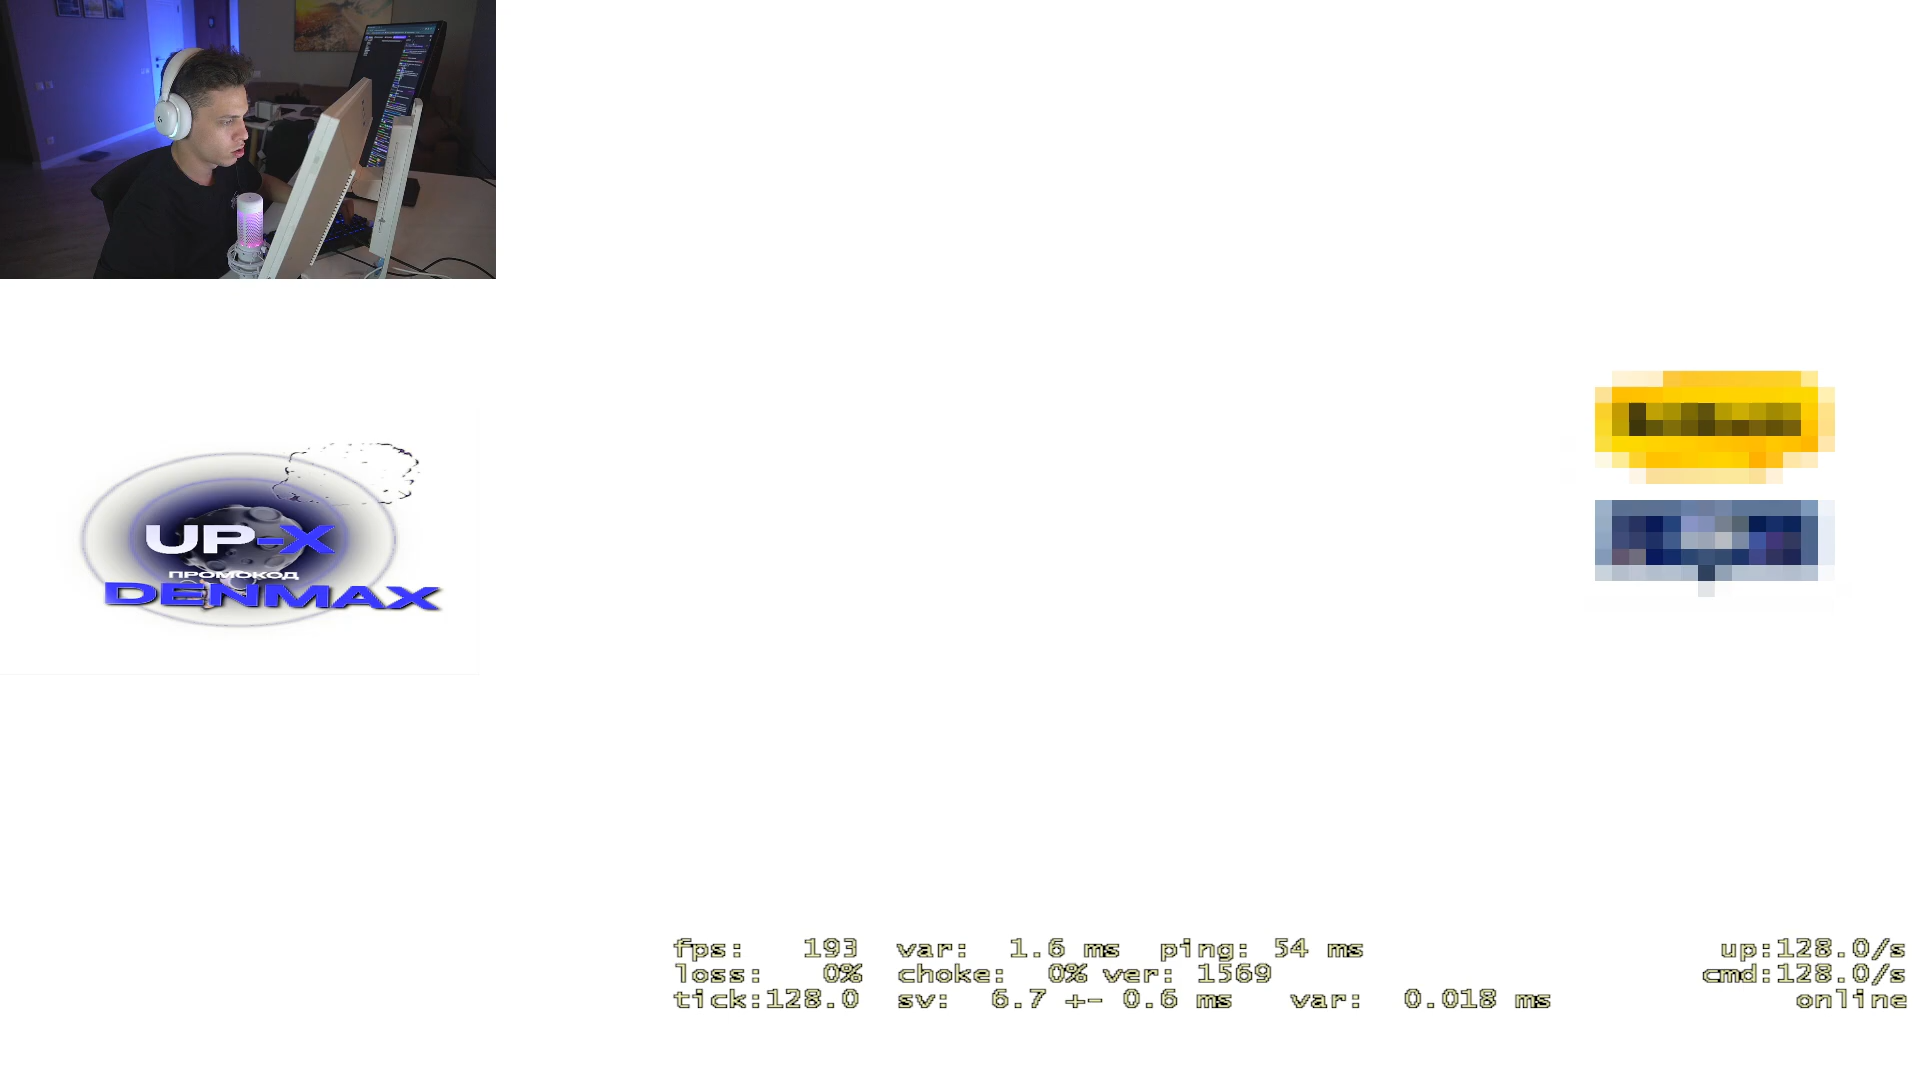 UP-X
ПРОМОКОД
DENMAX
fps: 193 var: 1.6 ms ping: 54 ms up:128.0/s
loss: 0% choke: 0% ver: 1569 cmd:128.0/s
tick:128.0 sv: 6.7 +- 0.6 ms var: 0.018 ms online